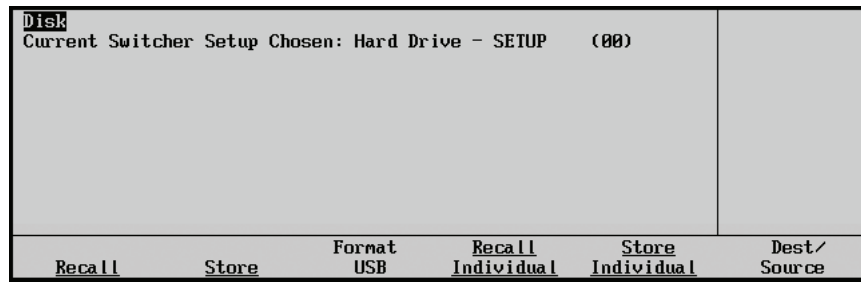 Disk
Current Switcher Setup Chosen: Hard Drive - SETUP (00)
Recall
Store
Format
USB
Recall
Individual
Store
Individual
Dest/
Source